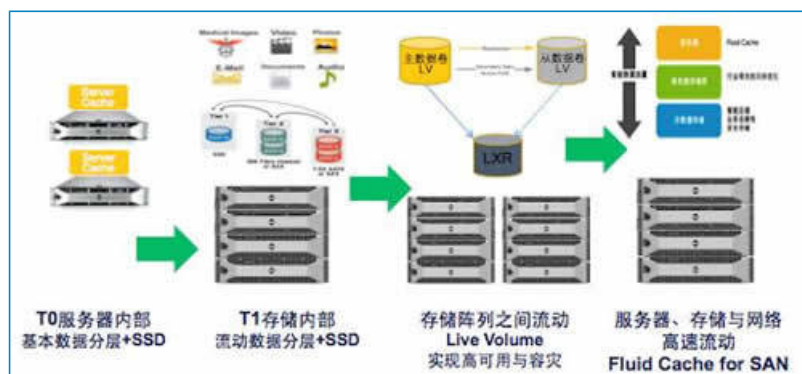 Server
Cache
Server
Cache
Medical Images
Video
Photos
E-Mail
Documents
Audio
Tier 1
Tier 2
Tier 3
SSD
主数据卷
LV
从数据卷
LV
LXR
Fluid Cache
T0服务器内部
基本数据分层+SSD
T1存储内部
流动数据分层+SSD
存储阵列之间流动
Live Volume
实现高可用与容灾
服务器、存储与网络
高速流动
Fluid Cache for SAN